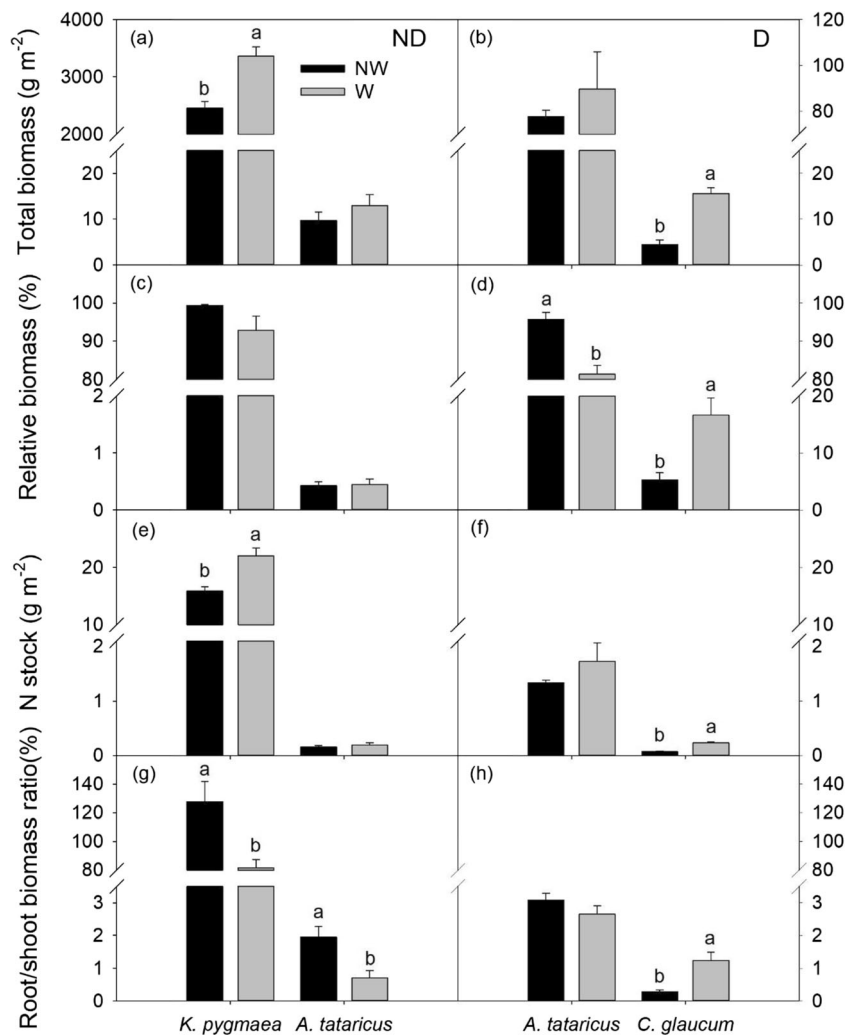 Total biomass (g m⁻²)
4000
3000
2000
20
10
0
(a)
b
a
ND
NW
W
(b)
D
b
a
120
100
80
20
10
0
Relative biomass (%)
100
90
80
2
1
0
(c)
(d)
a
b
b
a
100
90
80
20
10
0
N stock (g m⁻²)
20
10
2
1
0
(e)
b
a
(f)
b
a
20
10
2
1
0
Root/shoot biomass ratio(%)
140
120
100
80
3
2
1
0
(g)
a
b
a
b
(h)
b
a
140
120
100
80
3
2
1
0
K. pygmaea A. tataricus
A. tataricus C. glaucum